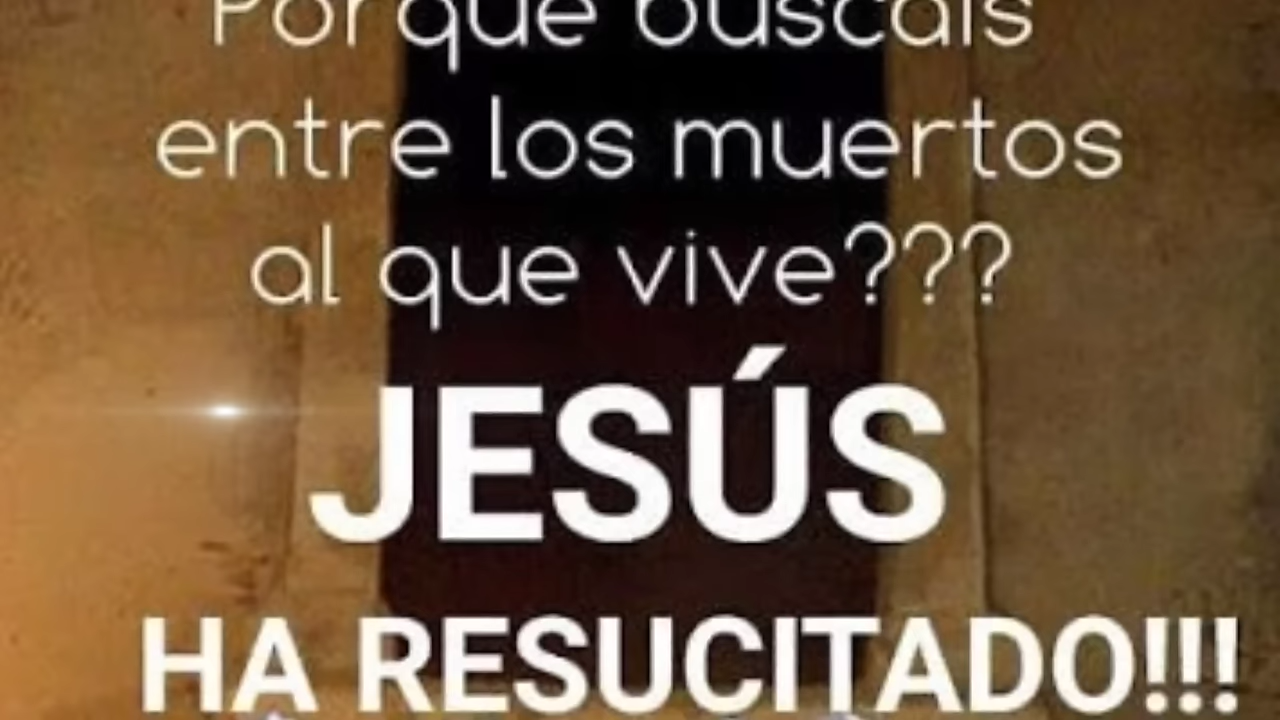 Porque buscais
entre los muertos
al que vive???
JESÚS
HA RESUCITADO!!!